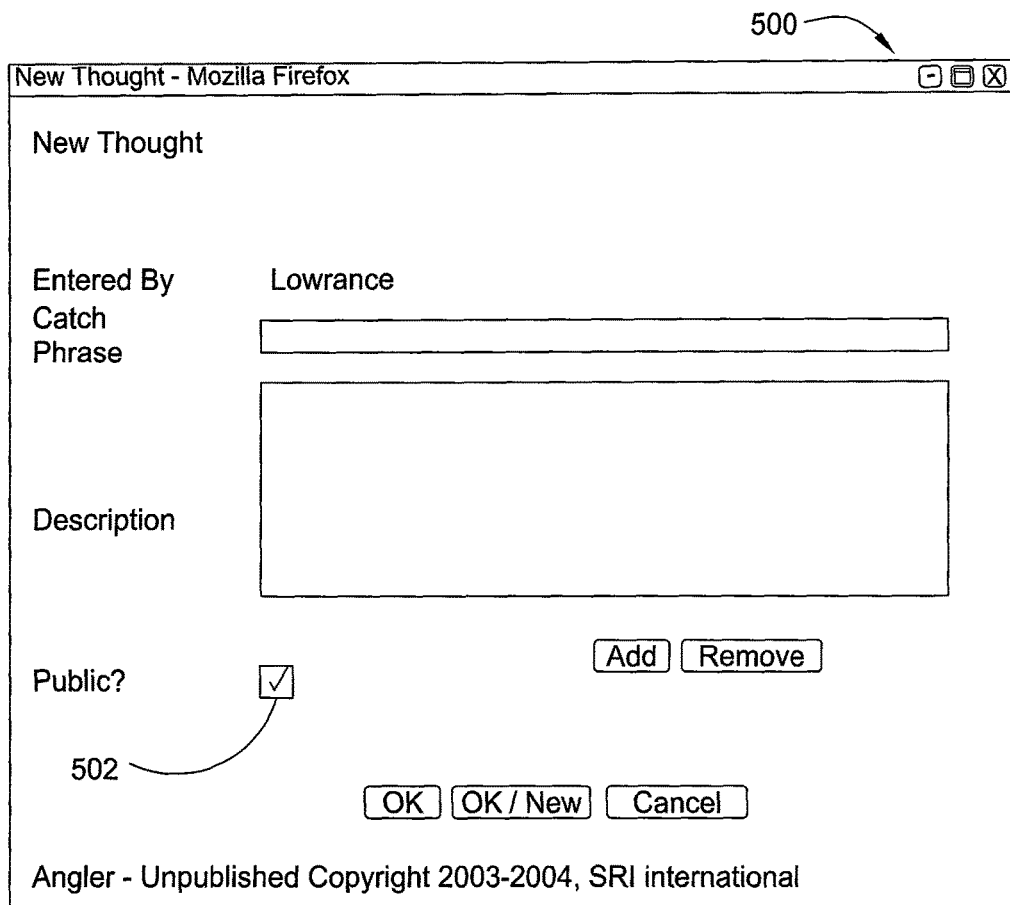 500
New Thought - Mozilla Firefox
New Thought
Entered By Lowrance
Catch
Phrase
Description
Add Remove
Public?
502
OK OK / New Cancel
Angler - Unpublished Copyright 2003-2004, SRI international